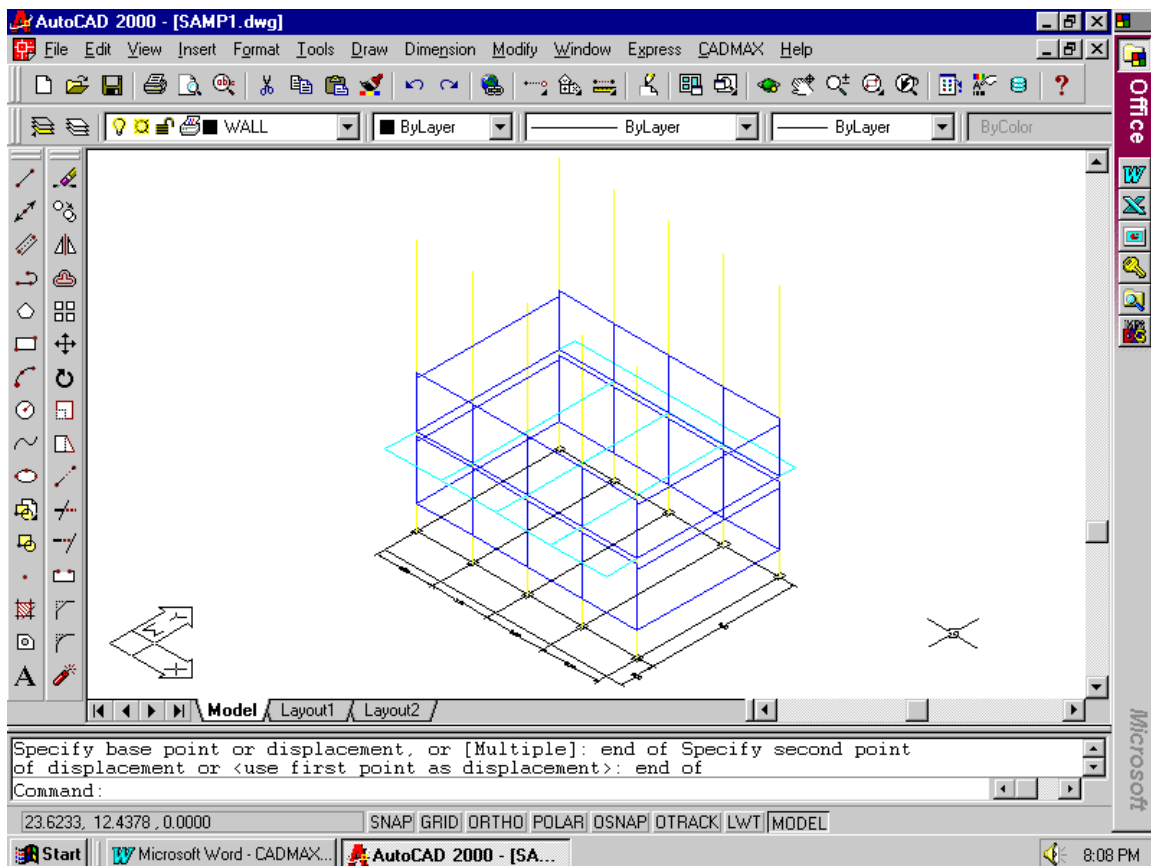 AutoCAD 2000 - [SAMP1.dwg]
File Edit View Insert Format Tools Draw Dimension Modify Window Express CADMAX Help
WALL ByLayer ByLayer ByLayer ByColor
Office
Y
W
X
A
Model Layout1 Layout2
Specify base point or displacement, or [Multiple]: end of Specify second point
of displacement or <use first point as displacement>: end of
Command:
23.6233, 12.4378 , 0.0000 SNAP GRID ORTHO POLAR OSNAP OTRACK LWT MODEL
Microsoft
Start Microsoft Word - CADMAX... AutoCAD 2000 - [SA... 8:08 PM